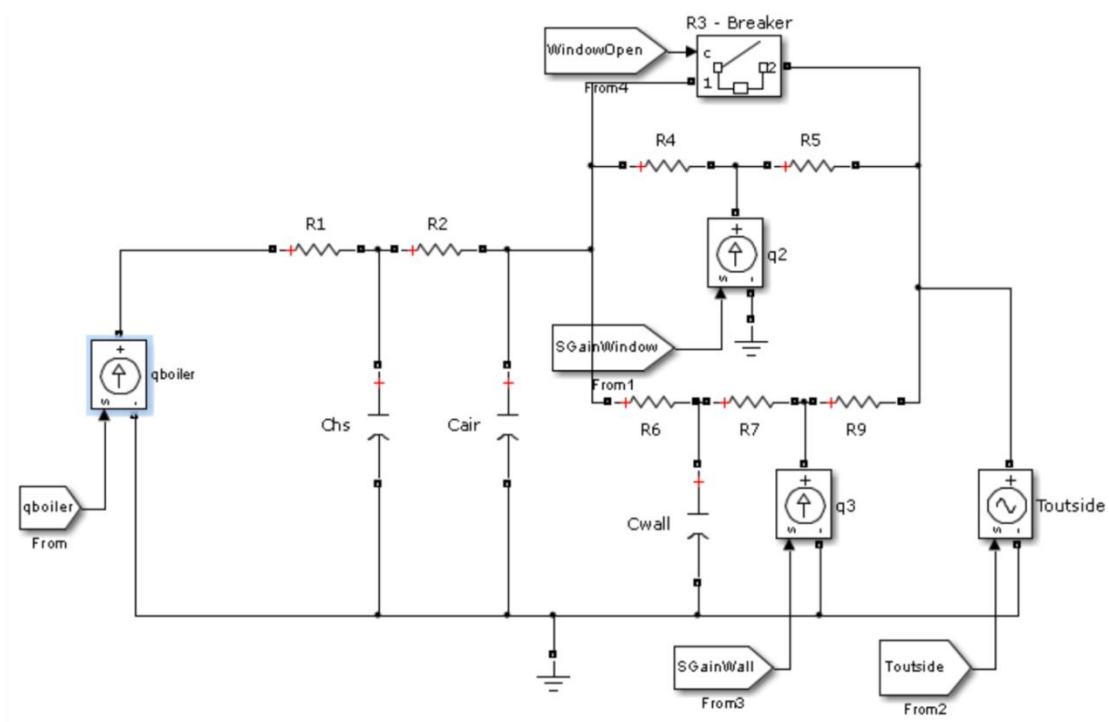 R3 - Breaker
WindowOpen
c
2
1
From4
R4
R5
R1
R2
+
s
-
q2
+
s
-
qboiler
SGainWindow
From1
Chs
Cair
R6
R7
R9
qboiler
From
Cwall
+
s
-
q3
+
s
-
Toutside
SGainWall
From3
Toutside
From2